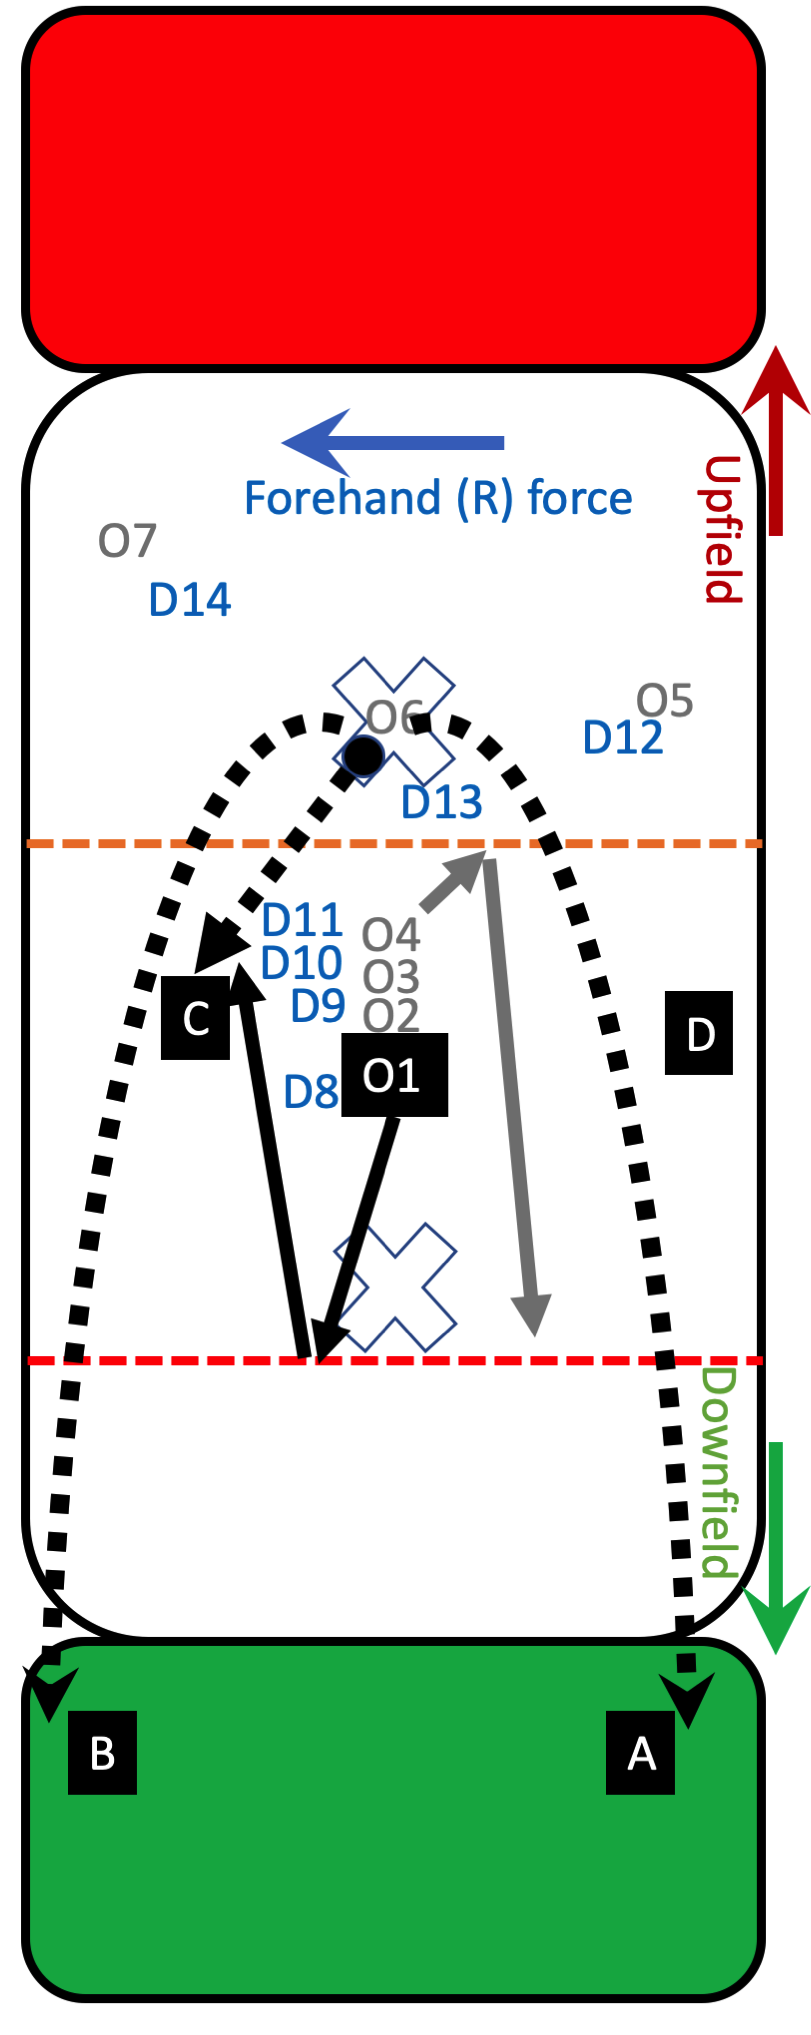 Forehand (R) force
Upfield
O7
D14
O5
O6
D12
D13
D11
O4
D10
O3
D9
O2
C
D
O1
D8
Downfield
B
A